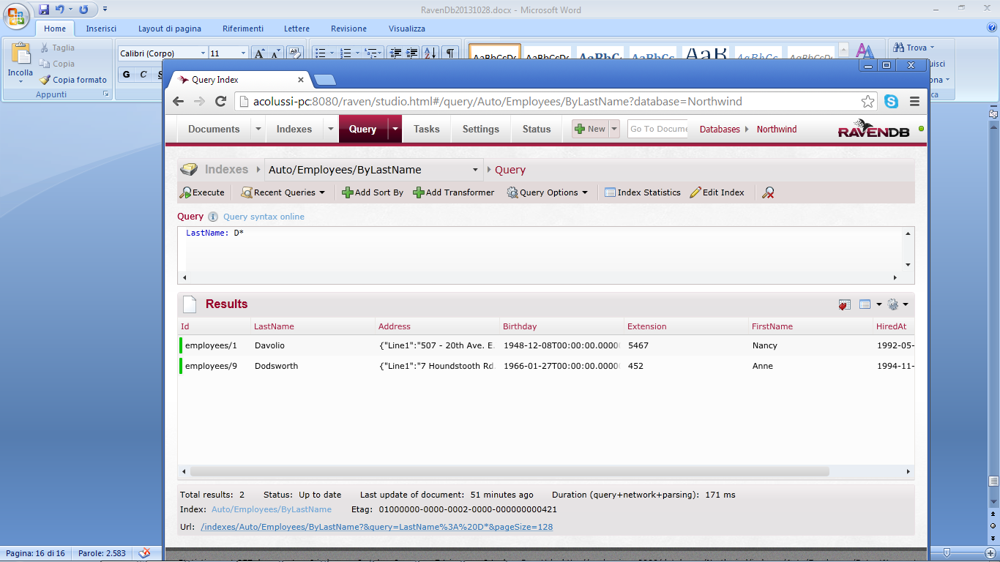 RavenDb20131028.docx - Microsoft Word
Home Inserisci Layout di pagina Riferimenti Lettere Revisione Visualizza
Incolla
Taglia
Copia
Copia formato
Appunti
Calibri (Corpo) 11
G C
Trova
Query Index
acolussi-pc:8080/raven/studio.html#/query/Auto/Employees/ByLastName?database=Northwind
Documents Indexes Query Tasks Settings Status New Go To Docume Databases Northwind RAVENDB
Indexes Auto/Employees/ByLastName Query
Execute Recent Queries Add Sort By Add Transformer Query Options Index Statistics Edit Index
Query Query syntax online
LastName: D*
Results
Id LastName Address Birthday Extension FirstName HiredAt
employees/1 Davolio {"Line1":"507 - 20th Ave. E. 1948-12-08T00:00:00.0000 5467 Nancy 1992-05-
employees/9 Dodsworth {"Line1":"7 Houndstooth Rd. 1966-01-27T00:00:00.0000 452 Anne 1994-11-
Total results: 2 Status: Up to date Last update of document: 51 minutes ago Duration (query+network+parsing): 171 ms
Index: Auto/Employees/ByLastName Etag: 01000000-0000-0002-0000-000000000421
Url: /indexes/Auto/Employees/ByLastName?&query=LastName%3A%20D*&pageSize=128
Pagina: 16 di 16 Parole: 2.583